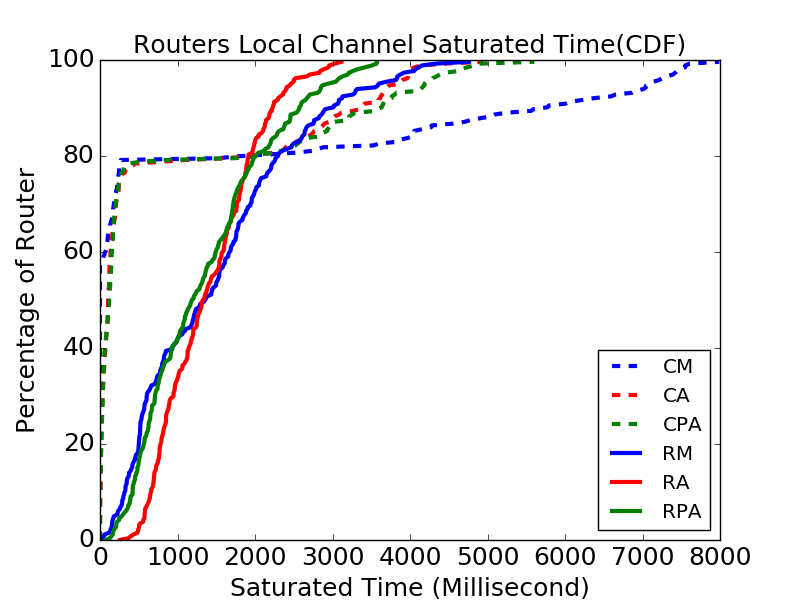 Routers Local Channel Saturated Time(CDF)
100
80
60
40
20
0
Percentage of Router
CM
CA
CPA
RM
RA
RPA
0 1000 2000 3000 4000 5000 6000 7000 8000
Saturated Time (Millisecond)